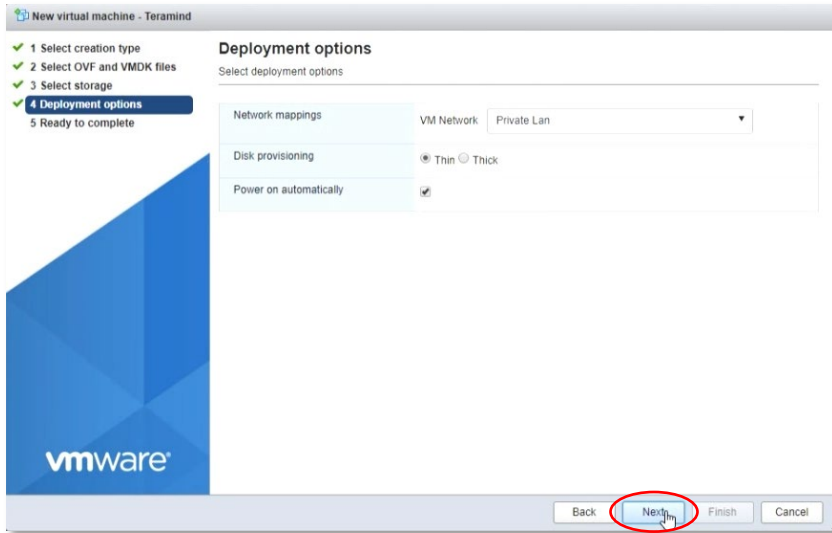 New virtual machine - Teramind
1 Select creation type
2 Select OVF and VMDK files
3 Select storage
4 Deployment options
5 Ready to complete
Deployment options
Select deployment options
Network mappings
VM Network Private Lan
Disk provisioning
Thin Thick
Power on automatically
vmware®
Back Next Finish Cancel